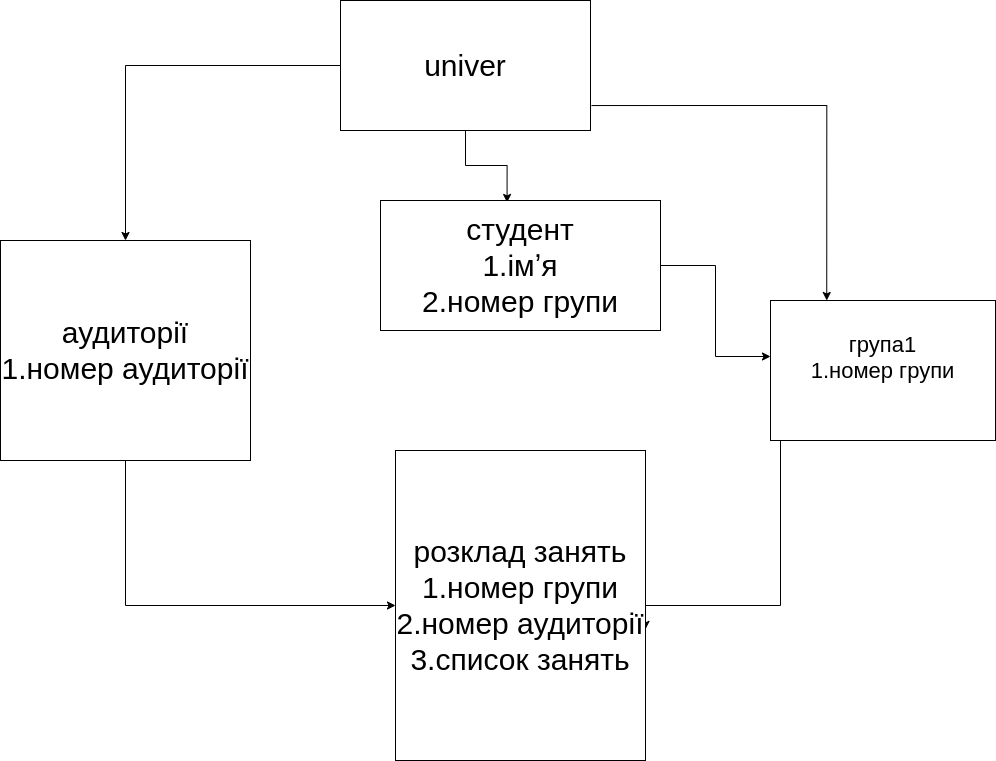 univer
студент
1.ім’я
2.номер групи
аудиторії
1.номер аудиторії
група1
1.номер групи
розклад занять
1.номер групи
2.номер аудиторії
3.список занять